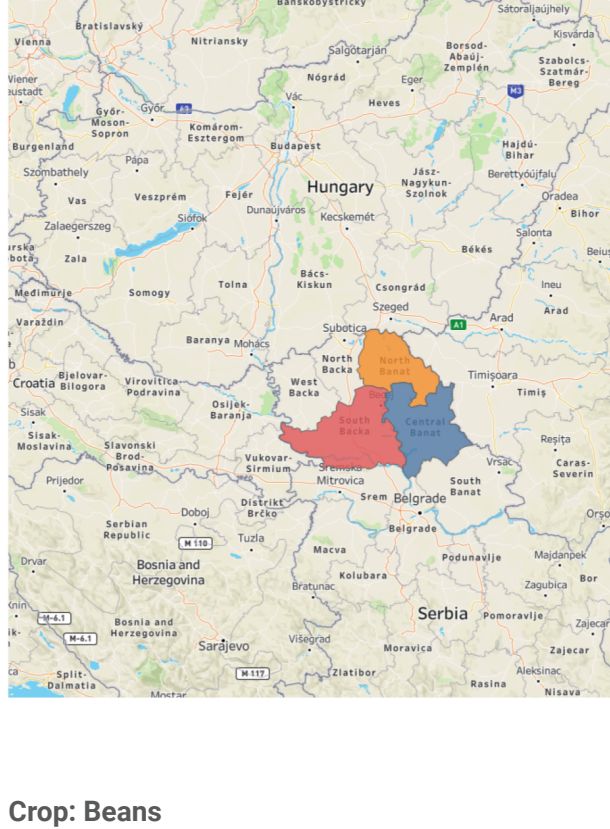 Banskobystrický
Sátoraljaújhely
Bratislavský
Kisvárda
Vienna
Nitriansky
Salgótarján
Borsod-
Abaúj-
Zemplén
Szabolcs-
Szatmár-
Bereg
Wiener
eustadt
Nógrád
Eger
M3
Vác
Heves
Győr
Győr-
Moson-
Sopron
Komárom-
Esztergom
Burgenland
Budapest
Hajdú-
Bihar
Pápa
Szombathely
Jász-
Nagykun-
Szolnok
Berettyóújfalu
Vas
Veszprém
Fejér
Hungary
Oradea
Dunaújváros
Kecskemét
Bihor
Siófok
Zalaegerszeg
Salonta
urska
bota
Zala
Békés
Beiuș
Bács-
Kiskun
Tolna
Csongrád
Ineu
Međimurje
Somogy
Szeged
Arad
Arad
A1
Varaždin
Subotica
Baranya
Mohács
North
Backa
North
Banat
Timișoara
b
Croatia
Bjelovar-
Bilogora
Virovitica-
Podravina
West
Backa
Timiș
Osijek-
Baranja
Sisak
South
Backa
Central
Banat
Sisak-
Moslavina
Slavonski
Brod-
Posavina
Reșița
Vukovar-
Sirmium
Vrsac
Caras-
Severin
Sremska
Mitrovica
Prijedor
South
Banat
Srem
Belgrade
Distrikt
Brčko
Doboj
Serbian
Republic
Belgrade
M 110
Tuzla
Macva
Podunavlje
Majdanpek
Drvar
Bosnia and
Herzegovina
Kolubara
Bor
Bratunac
Zagubica
Knin
M-6.1
Serbia
Pomoravlje
Bosnia and
Herzegovina
M-6.1
Višegrad
Sarajevo
Moravica
Zajecar
Aleksinac
M-117
Zlatibor
Split-
Dalmatia
Rasina
Nisava
Mostar
Crop: Beans